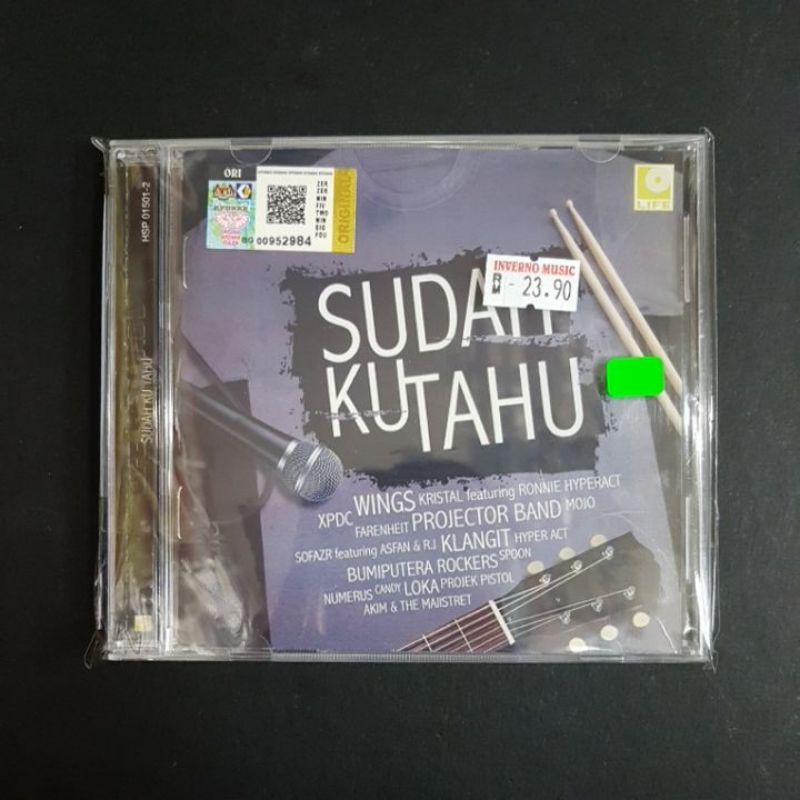 ORI
ORIGINAL
BG 00952984
LIFE
INVERNO MUSIC
RM - 23.90
SUDAH
KU TAHU
XPDC WINGS KRISTAL featuring RONNIE HYPERACT
FARENHEIT PROJECTOR BAND MOJO
SOFAZR featuring ASFAN & R.J KLANGIT HYPER ACT
BUMIPUTERA ROCKERS SPOON
NUMERUS CANDY LOKA PROJEK PISTOL
AKIM & THE MAJISTRET
HSP 01501-2
SUDAH KU TAHU